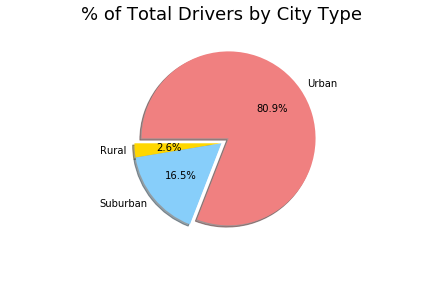 % of Total Drivers by City Type
Urban
80.9%
Rural
2.6%
16.5%
Suburban